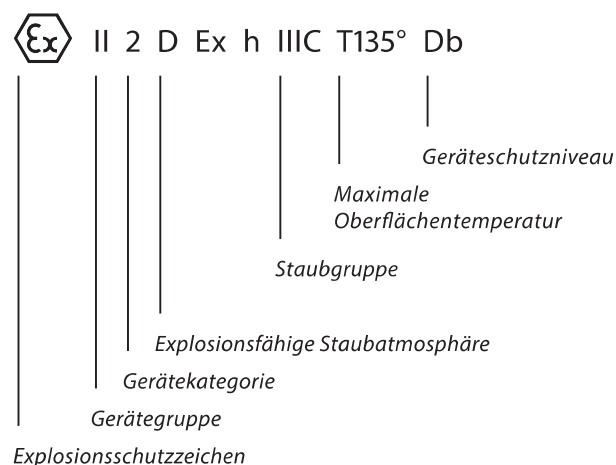 Ex II 2 D Ex h IIIC T135° Db
Geräteschutzniveau
Maximale
Oberflächentemperatur
Staubgruppe
Explosionsfähige Staubatmosphäre
Gerätekategorie
Gerätegruppe
Explosionsschutzzeichen